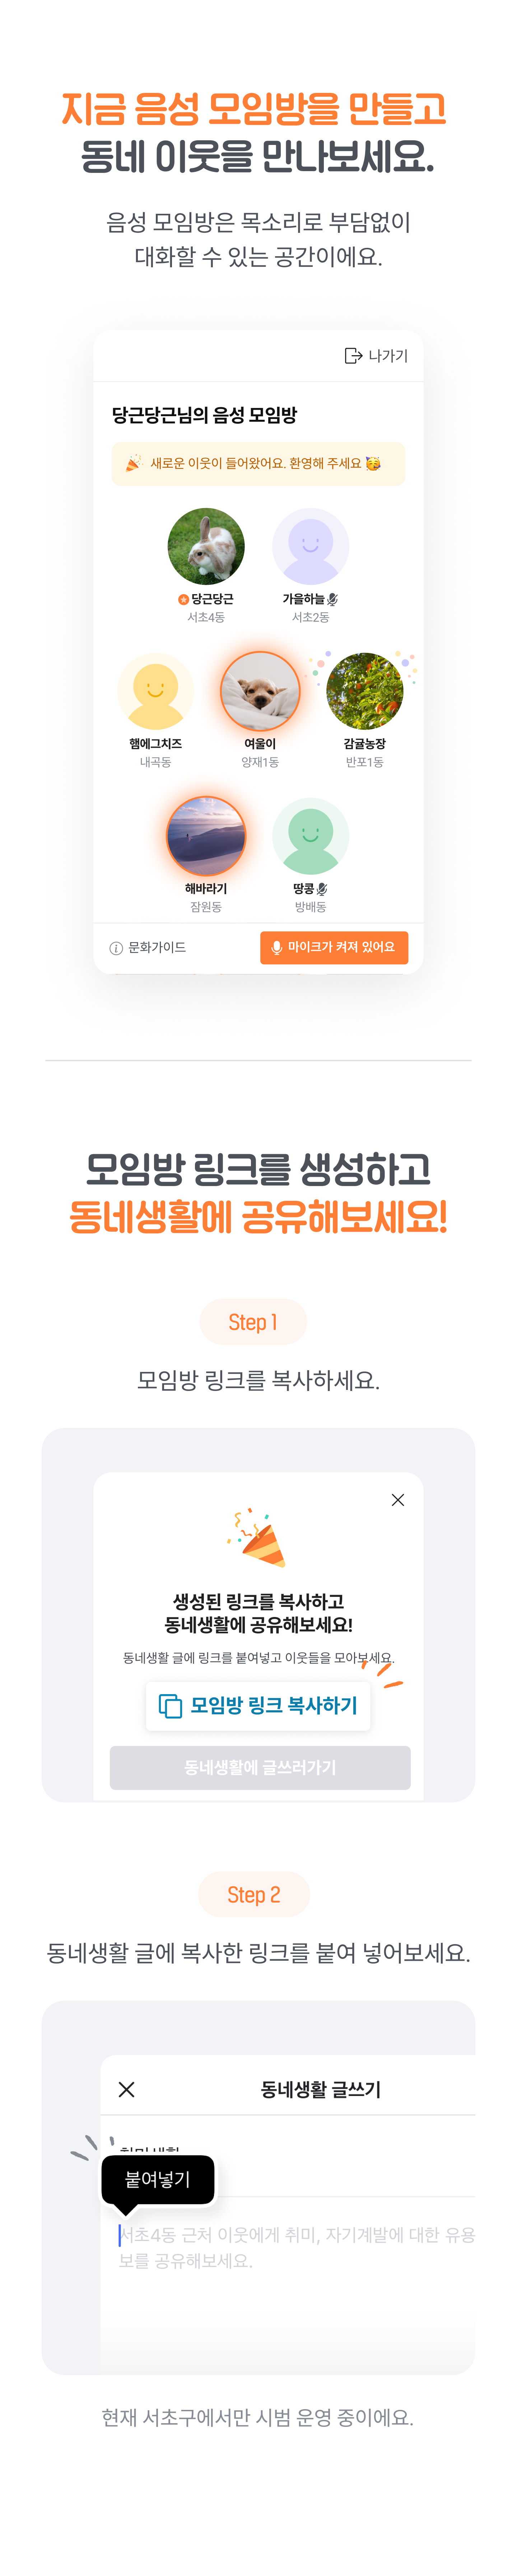 지금 음성 모임방을 만들고
동네 이웃을 만나보세요.
음성 모임방은 목소리로 부담없이
대화할 수 있는 공간이에요.
나가기
당근당근님의 음성 모임방
새로운 이웃이 들어왔어요. 환영해 주세요 🥳
당근당근
서초4동
가을하늘
서초2동
햄에그치즈
내곡동
여울이
양재1동
감귤농장
반포1동
해바라기
잠원동
땅콩
방배동
문화가이드
마이크가 켜져 있어요
모임방 링크를 생성하고
동네생활에 공유해보세요!
Step 1
모임방 링크를 복사하세요.
생성된 링크를 복사하고
동네생활에 공유해보세요!
동네생활 글에 링크를 붙여넣고 이웃들을 모아보세요.
모임방 링크 복사하기
동네생활에 글쓰러가기
Step 2
동네생활 글에 복사한 링크를 붙여 넣어보세요.
동네생활 글쓰기
붙여넣기
서초4동 근처 이웃에게 취미, 자기계발에 대한 유용
보를 공유해보세요.
현재 서초구에서만 시범 운영 중이에요.